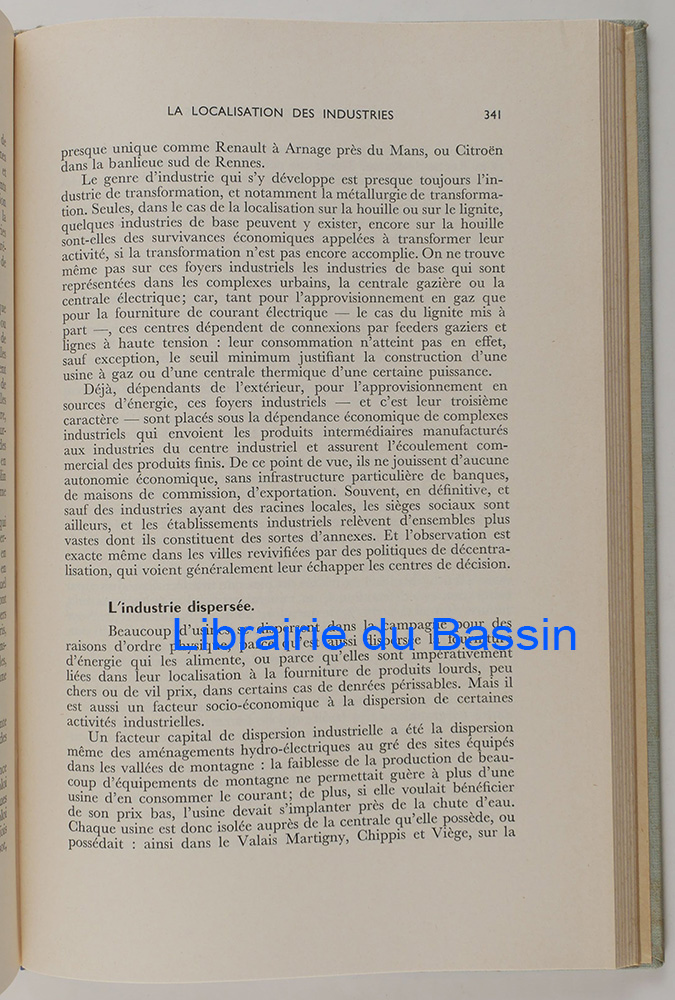 LA LOCALISATION DES INDUSTRIES 341
presque unique comme Renault à Arnage près du Mans, ou Citroën
dans la banlieue sud de Rennes.
Le genre d'industrie qui s'y développe est presque toujours l'in-
dustrie de transformation, et notamment la métallurgie de transforma-
tion. Seules, dans le cas de la localisation sur la houille ou sur le lignite,
quelques industries de base peuvent y exister, encore sur la houille
sont-elles des survivances économiques appelées à transformer leur
activité, si la transformation n'est pas encore accomplie. On ne trouve
même pas sur ces foyers industriels les industries de base qui sont
représentées dans les complexes urbains, la centrale gazière ou la
centrale électrique; car, tant pour l'approvisionnement en gaz que
pour la fourniture de courant électrique — le cas du lignite mis à
part —, ces centres dépendent de connexions par feeders gaziers et
lignes à haute tension : leur consommation n'atteint pas en effet,
sauf exception, le seuil minimum justifiant la construction d'une
usine à gaz ou d'une centrale thermique d'une certaine puissance.
Déjà, dépendants de l'extérieur, pour l'approvisionnement en
sources d'énergie, ces foyers industriels — et c'est leur troisième
caractère — sont placés sous la dépendance économique de complexes
industriels qui envoient les produits intermédiaires manufacturés
aux industries du centre industriel et assurent l'écoulement com-
mercial des produits finis. De ce point de vue, ils ne jouissent d'aucune
autonomie économique, sans infrastructure particulière de banques,
de maisons de commission, d'exportation. Souvent, en définitive, et
sauf des industries ayant des racines locales, les sièges sociaux sont
ailleurs, et les établissements industriels relèvent d'ensembles plus
vastes dont ils constituent des sortes d'annexes. Et l'observation est
exacte même dans les villes revivifiées par des politiques de décentra-
lisation, qui voient généralement leur échapper les centres de décision.
L'industrie dispersée.
Beaucoup d'usines se dispersent dans la campagne pour des
Librairie du Bassin
raisons d'ordre physique, parce qu'est aussi dispersée la fourniture
d'énergie qui les alimente, ou parce qu'elles sont impérativement
liées dans leur localisation à la fourniture de produits lourds, peu
chers ou de vil prix, dans certains cas de denrées périssables. Mais il
est aussi un facteur socio-économique à la dispersion de certaines
activités industrielles.
Un facteur capital de dispersion industrielle a été la dispersion
même des aménagements hydro-électriques au gré des sites équipés
dans les vallées de montagne : la faiblesse de la production de beau-
coup d'équipements de montagne ne permettait guère à plus d'une
usine d'en consommer le courant; de plus, si elle voulait bénéficier
de son prix bas, l'usine devait s'implanter près de la chute d'eau.
Chaque usine est donc isolée auprès de la centrale qu'elle possède, ou
possédait : ainsi dans le Valais Martigny, Chippis et Viège, sur la